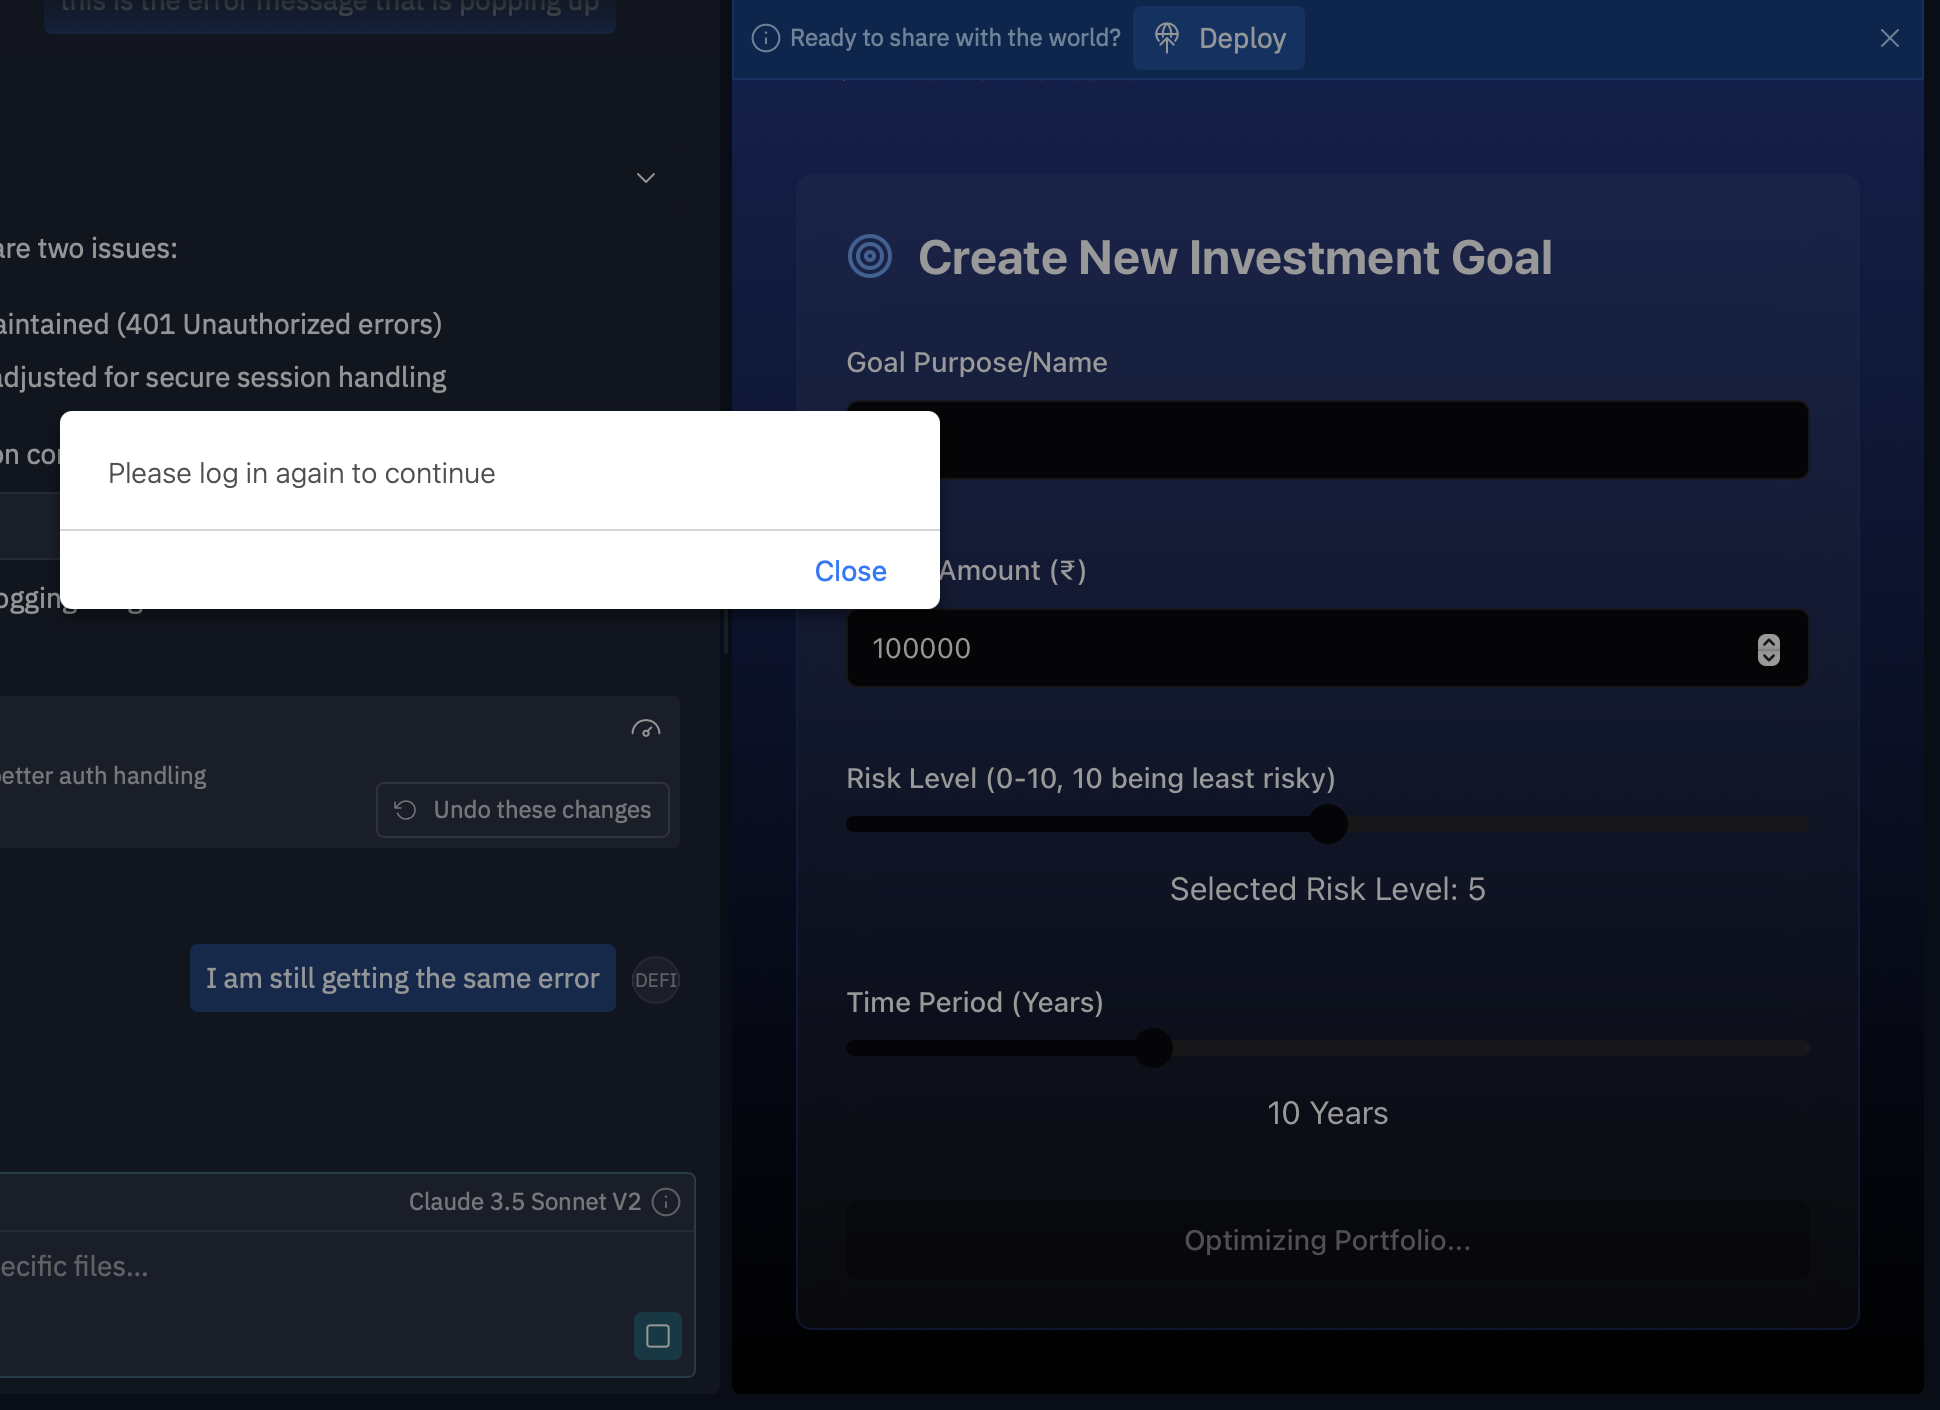 this is the error message that is popping up
are two issues:
aintained (401 Unauthorized errors)
adjusted for secure session handling
on
etter auth handling
Undo these changes
I am still getting the same error
DEFI
Claude 3.5 Sonnet V2
ecific files...
Please log in again to continue
Close
Ready to share with the world?
Deploy
Create New Investment Goal
Goal Purpose/Name
Amount (₹)
100000
Risk Level (0-10, 10 being least risky)
Selected Risk Level: 5
Time Period (Years)
10 Years
Optimizing Portfolio...